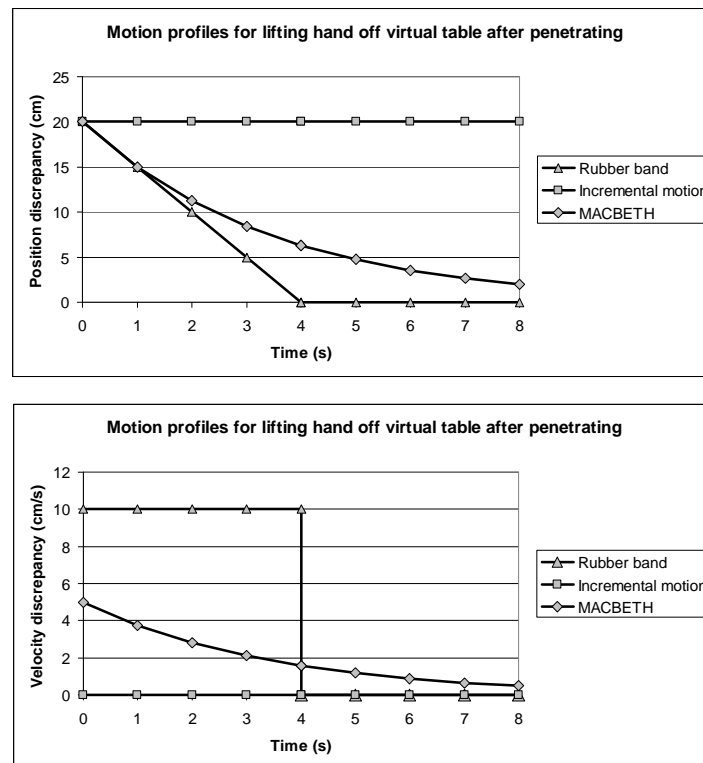 Motion profiles for lifting hand off virtual table after penetrating
25
20
15
10
5
0
Position discrepancy (cm)
0 1 2 3 4 5 6 7 8
Time (s)
Rubber band
Incremental motion
MACBETH
Motion profiles for lifting hand off virtual table after penetrating
12
10
8
6
4
2
0
Velocity discrepancy (cm/s)
0 1 2 3 4 5 6 7 8
Time (s)
Rubber band
Incremental motion
MACBETH